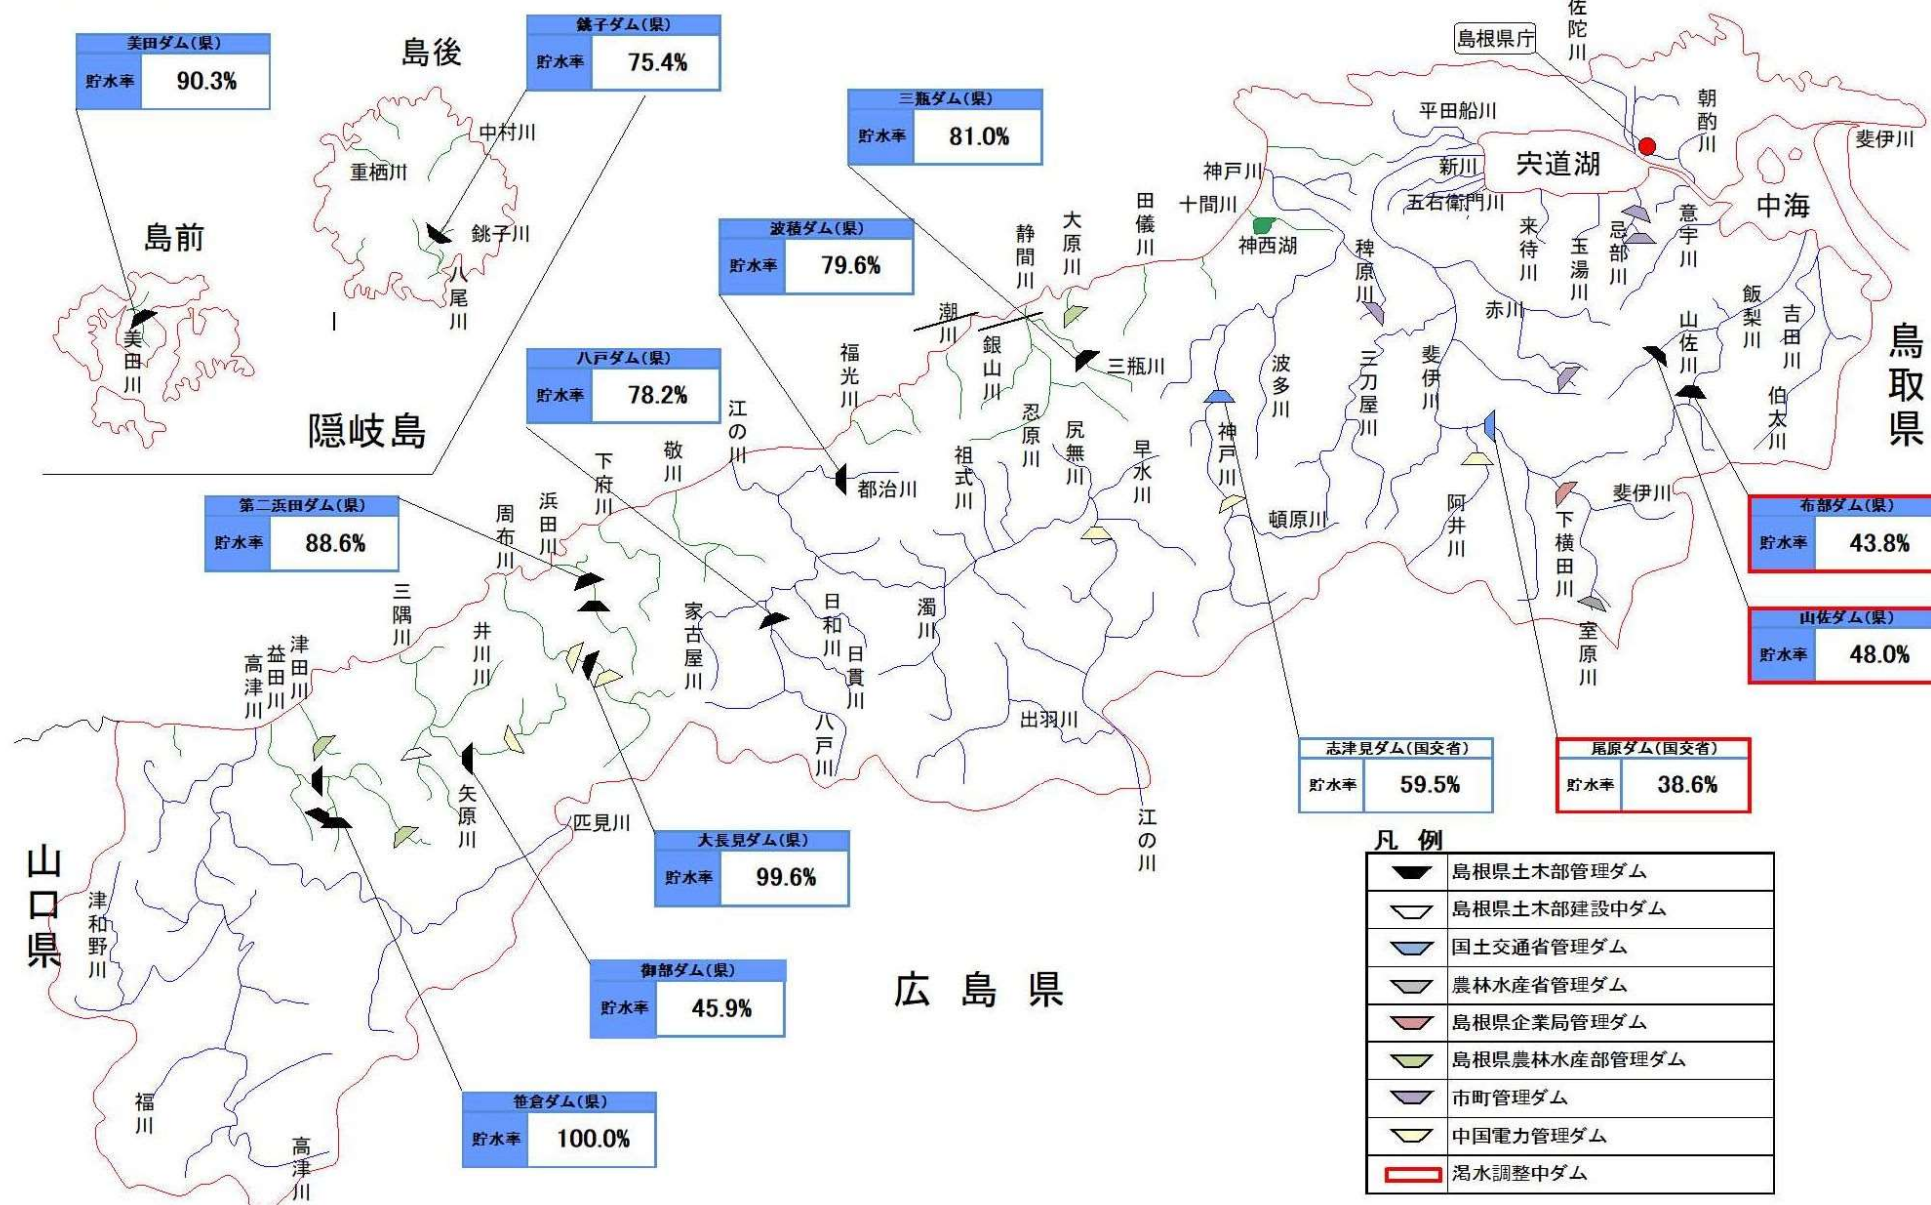 美田ダム(県)
貯水率 90.3%
島後
銚子ダム(県)
貯水率 75.4%
中村川
重栖川
銚子川
八尾川
島前
美田川
隠岐島
三瓶ダム(県)
貯水率 81.0%
波積ダム(県)
貯水率 79.6%
八戸ダム(県)
貯水率 78.2%
第二浜田ダム(県)
貯水率 88.6%
島根県庁
佐陀川
平田船川
朝酌川
斐伊川
神戸川
新川
宍道湖
十間川
五右衛門川
中海
神西湖
田儀川
大原川
静間川
稗原川
来待川
玉湯川
忌部川
意宇川
飯梨川
吉田川
伯太川
山佐川
赤川
鳥取県
潮川
銀山川
三瓶川
福光川
忍原川
尻無川
早水川
祖式川
波多川
三刀屋川
斐伊川
神戸川
江の川
敬川
下府川
浜田川
周布川
都治川
頓原川
阿井川
斐伊川
下横田川
室原川
三隅川
井川川
津田川
益田川
高津川
家古屋川
日和川
日貫川
濁川
八戸川
出羽川
江の川
矢原川
匹見川
布部ダム(県)
貯水率 43.8%
山佐ダム(県)
貯水率 48.0%
志津見ダム(国交省)
貯水率 59.5%
尾原ダム(国交省)
貯水率 38.6%
大長見ダム(県)
貯水率 99.6%
御部ダム(県)
貯水率 45.9%
笹倉ダム(県)
貯水率 100.0%
山口県
津和野川
福川
高津川
広島県
凡例
島根県土木部管理ダム
島根県土木部建設中ダム
国土交通省管理ダム
農林水産省管理ダム
島根県企業局管理ダム
島根県農林水産部管理ダム
市町管理ダム
中国電力管理ダム
渇水調整中ダム